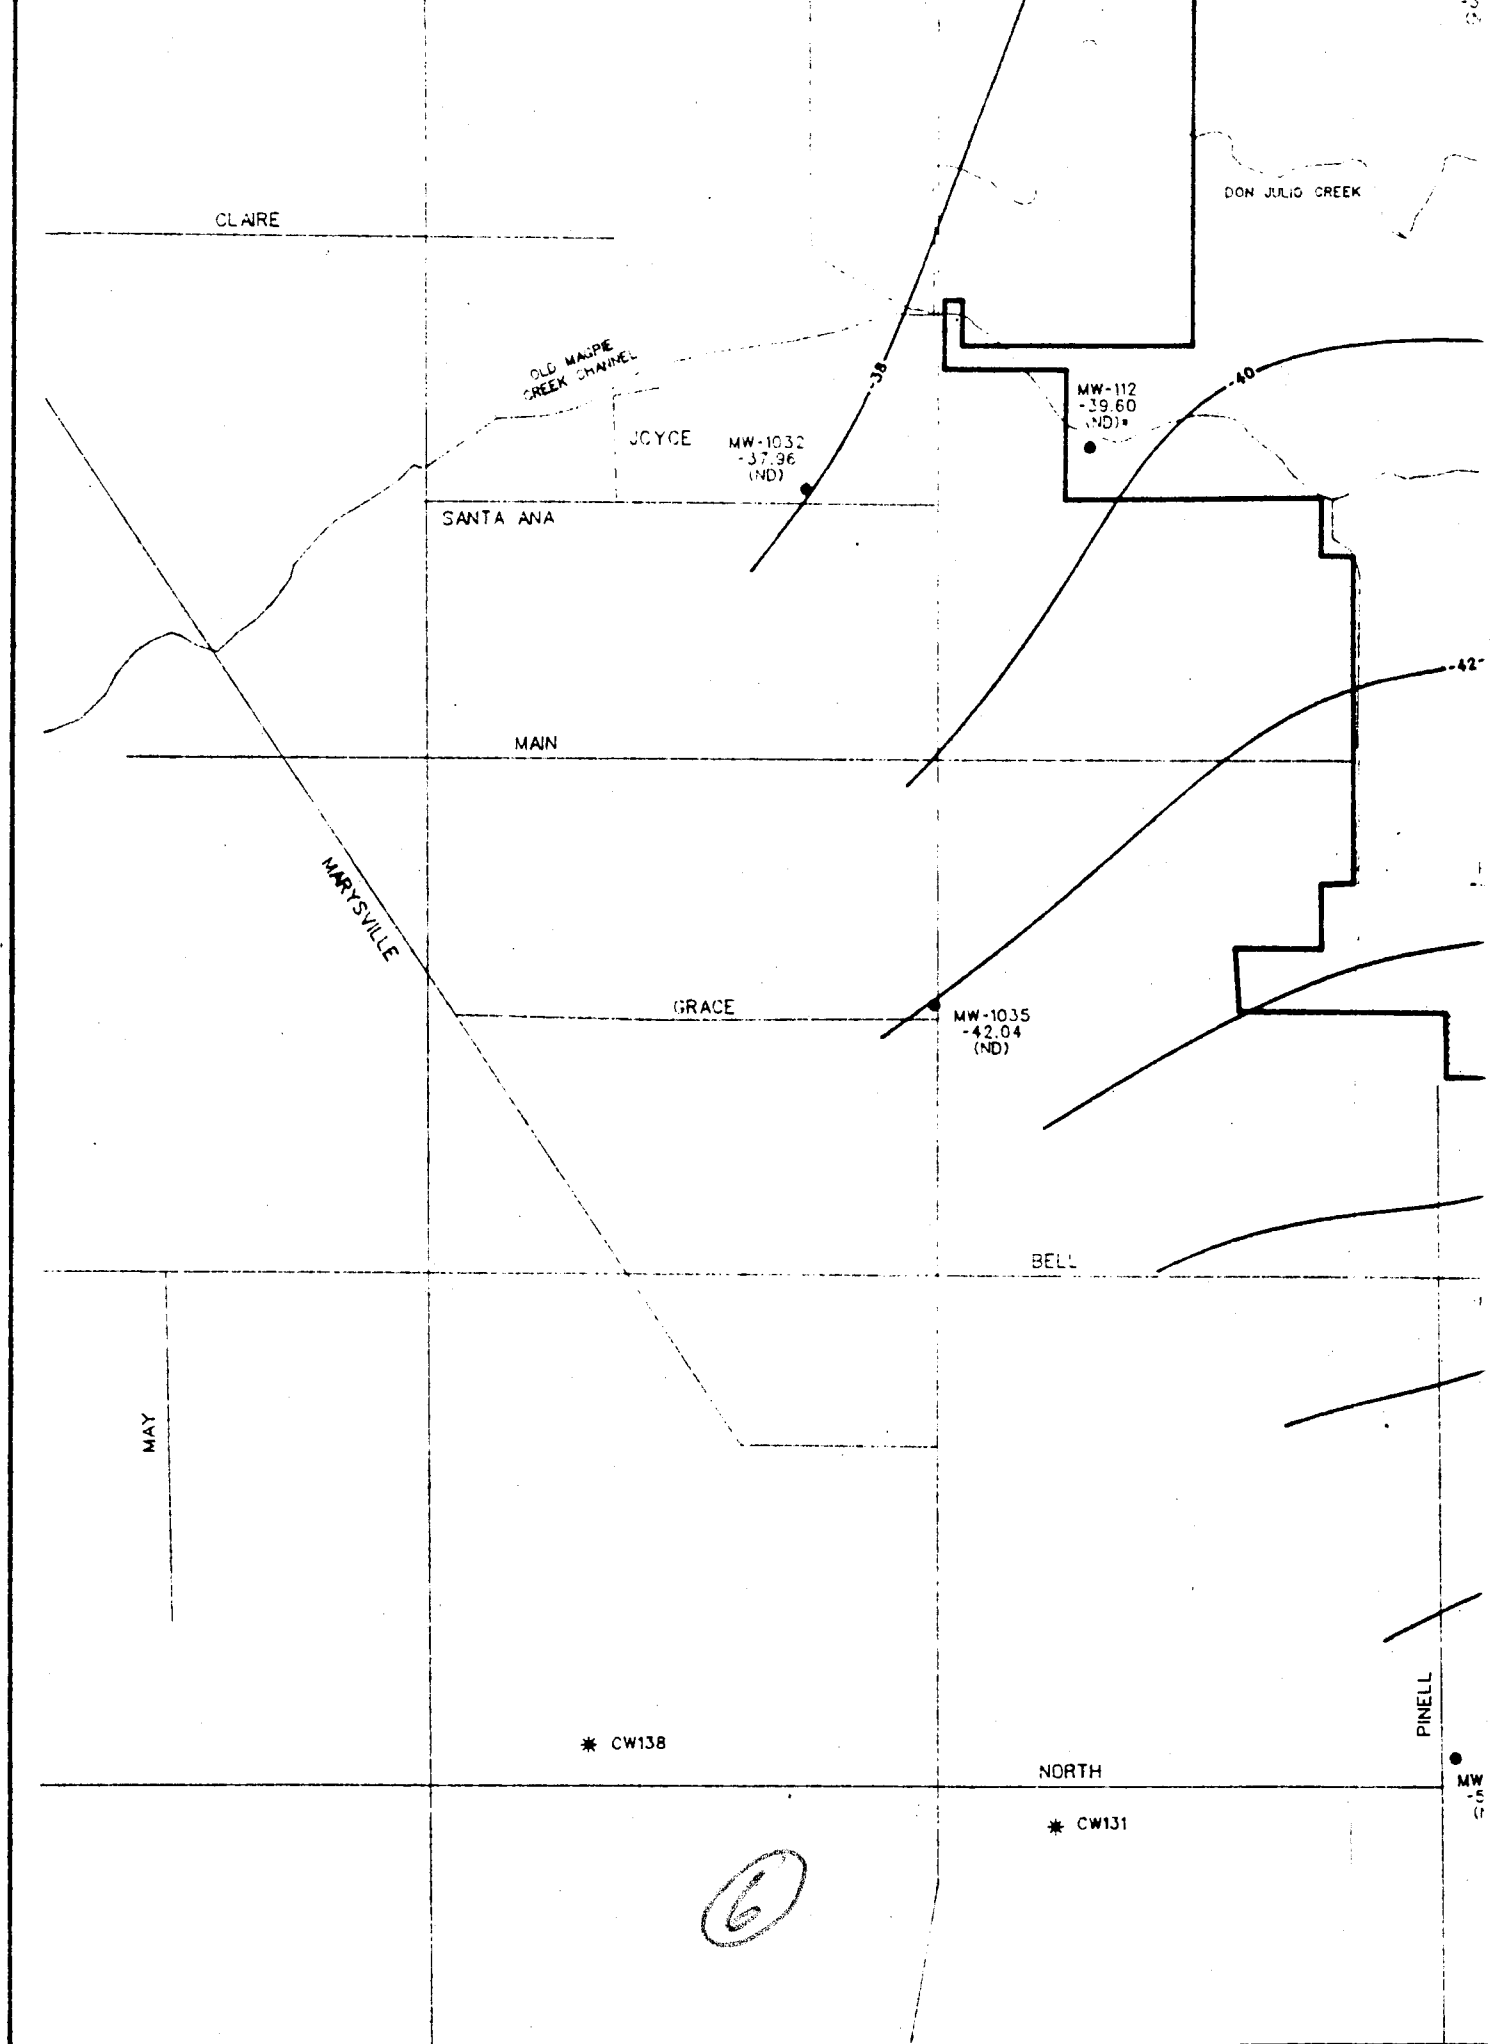 DON JULIO CREEK
CLAIRE
OLD MAGPIE
CREEK CHANNEL
-38
-40
MW-112
-39.60
(ND)*
JOYCE
MW-1032
-37.96
(ND)
SANTA ANA
-42
MAIN
MARYSVILLE
GRACE
MW-1035
-42.04
(ND)
BELL
MAY
PINELL
CW138
NORTH
MW
-5
CW131
6